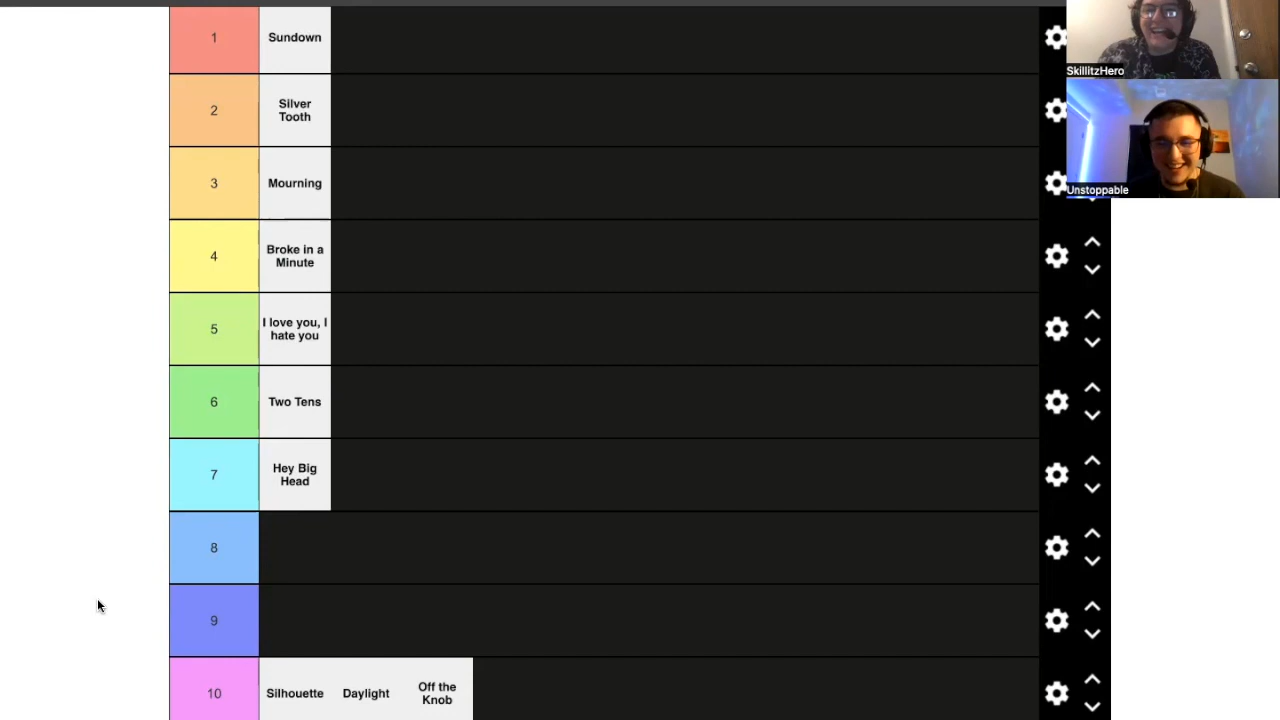 1
Sundown
SkillitzHero
2
Silver
Tooth
3
Mourning
Unstoppable
4
Broke in a
Minute
5
I love you, I
hate you
6
Two Tens
7
Hey Big
Head
8
9
10
Silhouette
Daylight
Off the
Knob